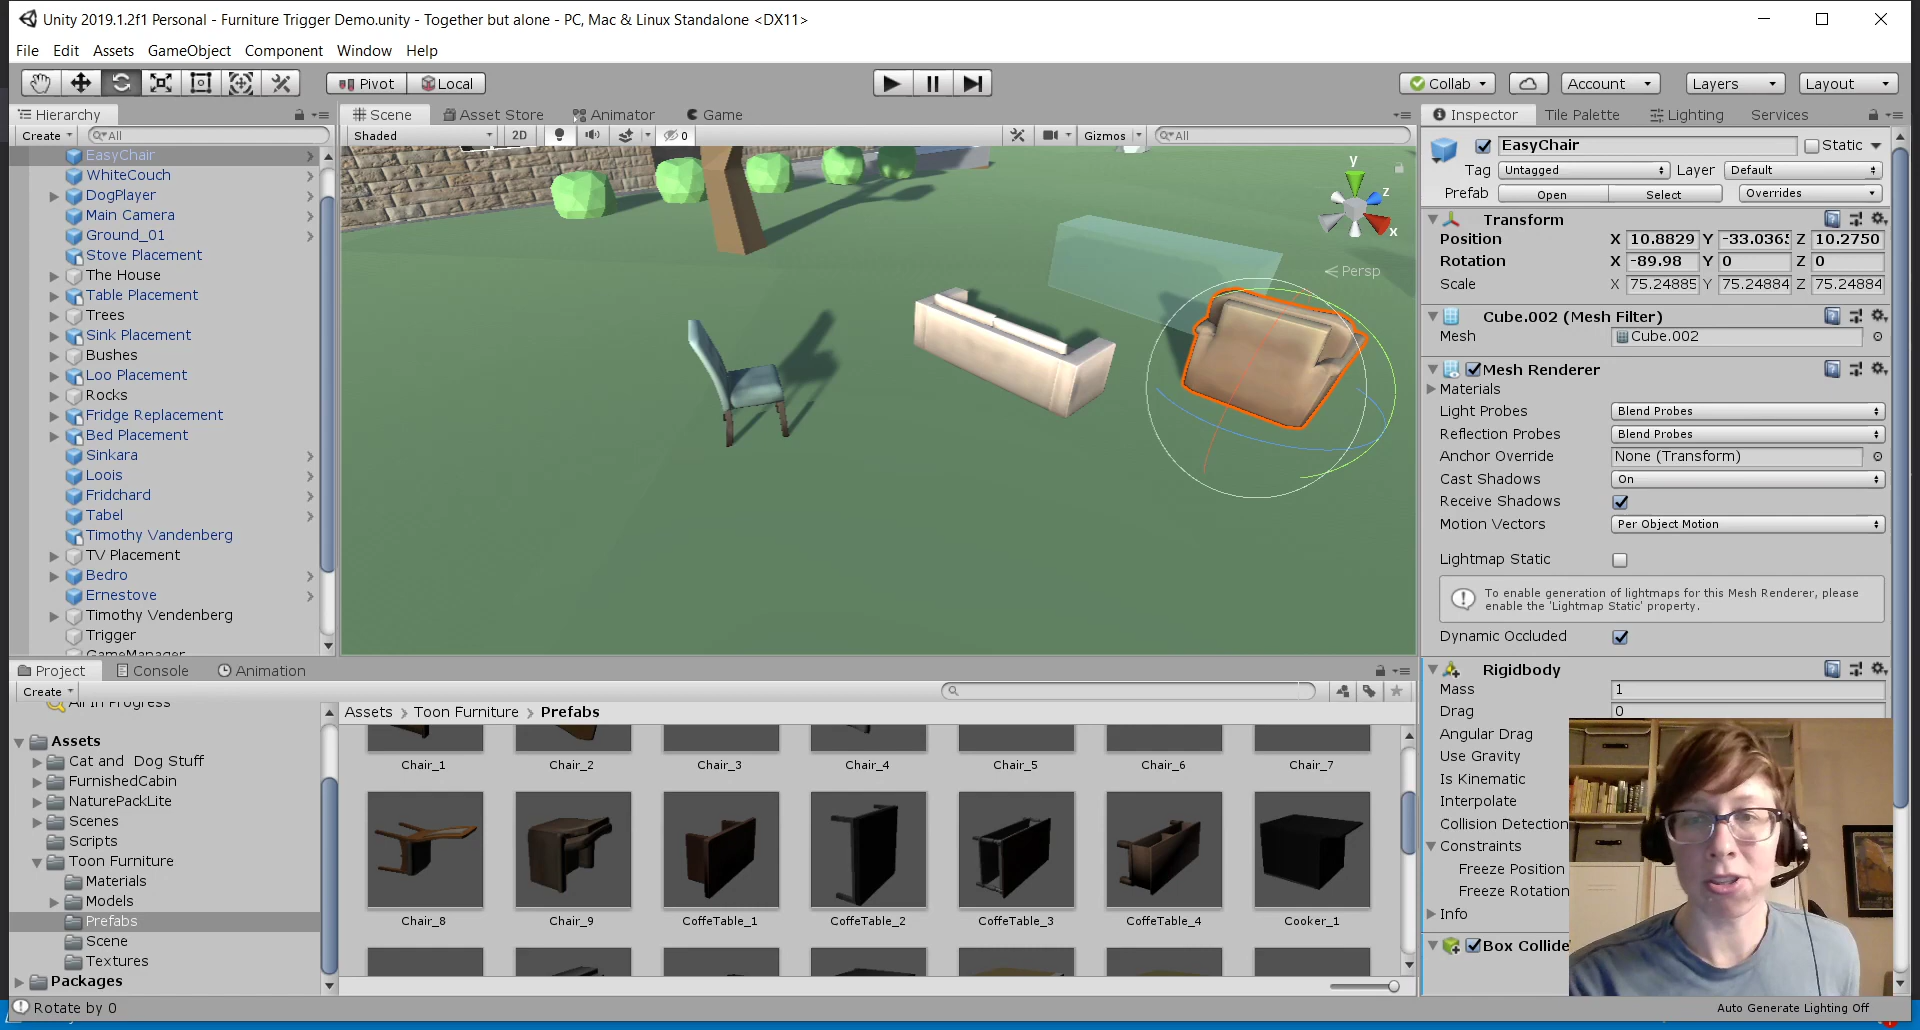 Unity 2019.1.2f1 Personal - Furniture Trigger Demo.unity - Together but alone - PC, Mac & Linux Standalone <DX11>
File Edit Assets GameObject Component Window Help
Pivot Local Collab Account Layers Layout
Hierarchy
Create All
EasyChair
WhiteCouch
DogPlayer
Main Camera
Ground_01
Stove Placement
The House
Table Placement
Trees
Sink Placement
Bushes
Loo Placement
Rocks
Fridge Replacement
Bed Placement
Sinkara
Loois
Fridchard
Tabel
Timothy Vandenberg
TV Placement
Bedro
Ernestove
Timothy Vendenberg
Trigger
GameManager
Scene Asset Store Animator Game
Shaded 2D 0 Gizmos All
y
z
x
Persp
Inspector Tile Palette Lighting Services
EasyChair Static
Tag Untagged Layer Default
Prefab Open Select Overrides
Transform
Position X 10.8829 Y -33.036 Z 10.2750
Rotation X -89.98 Y 0 Z 0
Scale X 75.24885 Y 75.24884 Z 75.24884
Cube.002 (Mesh Filter)
Mesh Cube.002
Mesh Renderer
Materials
Light Probes Blend Probes
Reflection Probes Blend Probes
Anchor Override None (Transform)
Cast Shadows On
Receive Shadows
Motion Vectors Per Object Motion
Lightmap Static
To enable generation of lightmaps for this Mesh Renderer, please
enable the 'Lightmap Static' property.
Dynamic Occluded
Rigidbody
Mass 1
Drag 0
Angular Drag
Use Gravity
Is Kinematic
Interpolate
Collision Detection
Constraints
Freeze Position
Freeze Rotation
Info
Box Collide
Project Console Animation
Create
All In Progress
Assets
Cat and Dog Stuff
FurnishedCabin
NaturePackLite
Scenes
Scripts
Toon Furniture
Materials
Models
Prefabs
Scene
Textures
Packages
Assets > Toon Furniture > Prefabs
Chair_1 Chair_2 Chair_3 Chair_4 Chair_5 Chair_6 Chair_7
Chair_8 Chair_9 CoffeTable_1 CoffeTable_2 CoffeTable_3 CoffeTable_4 Cooker_1
Rotate by 0
Auto Generate Lighting Off